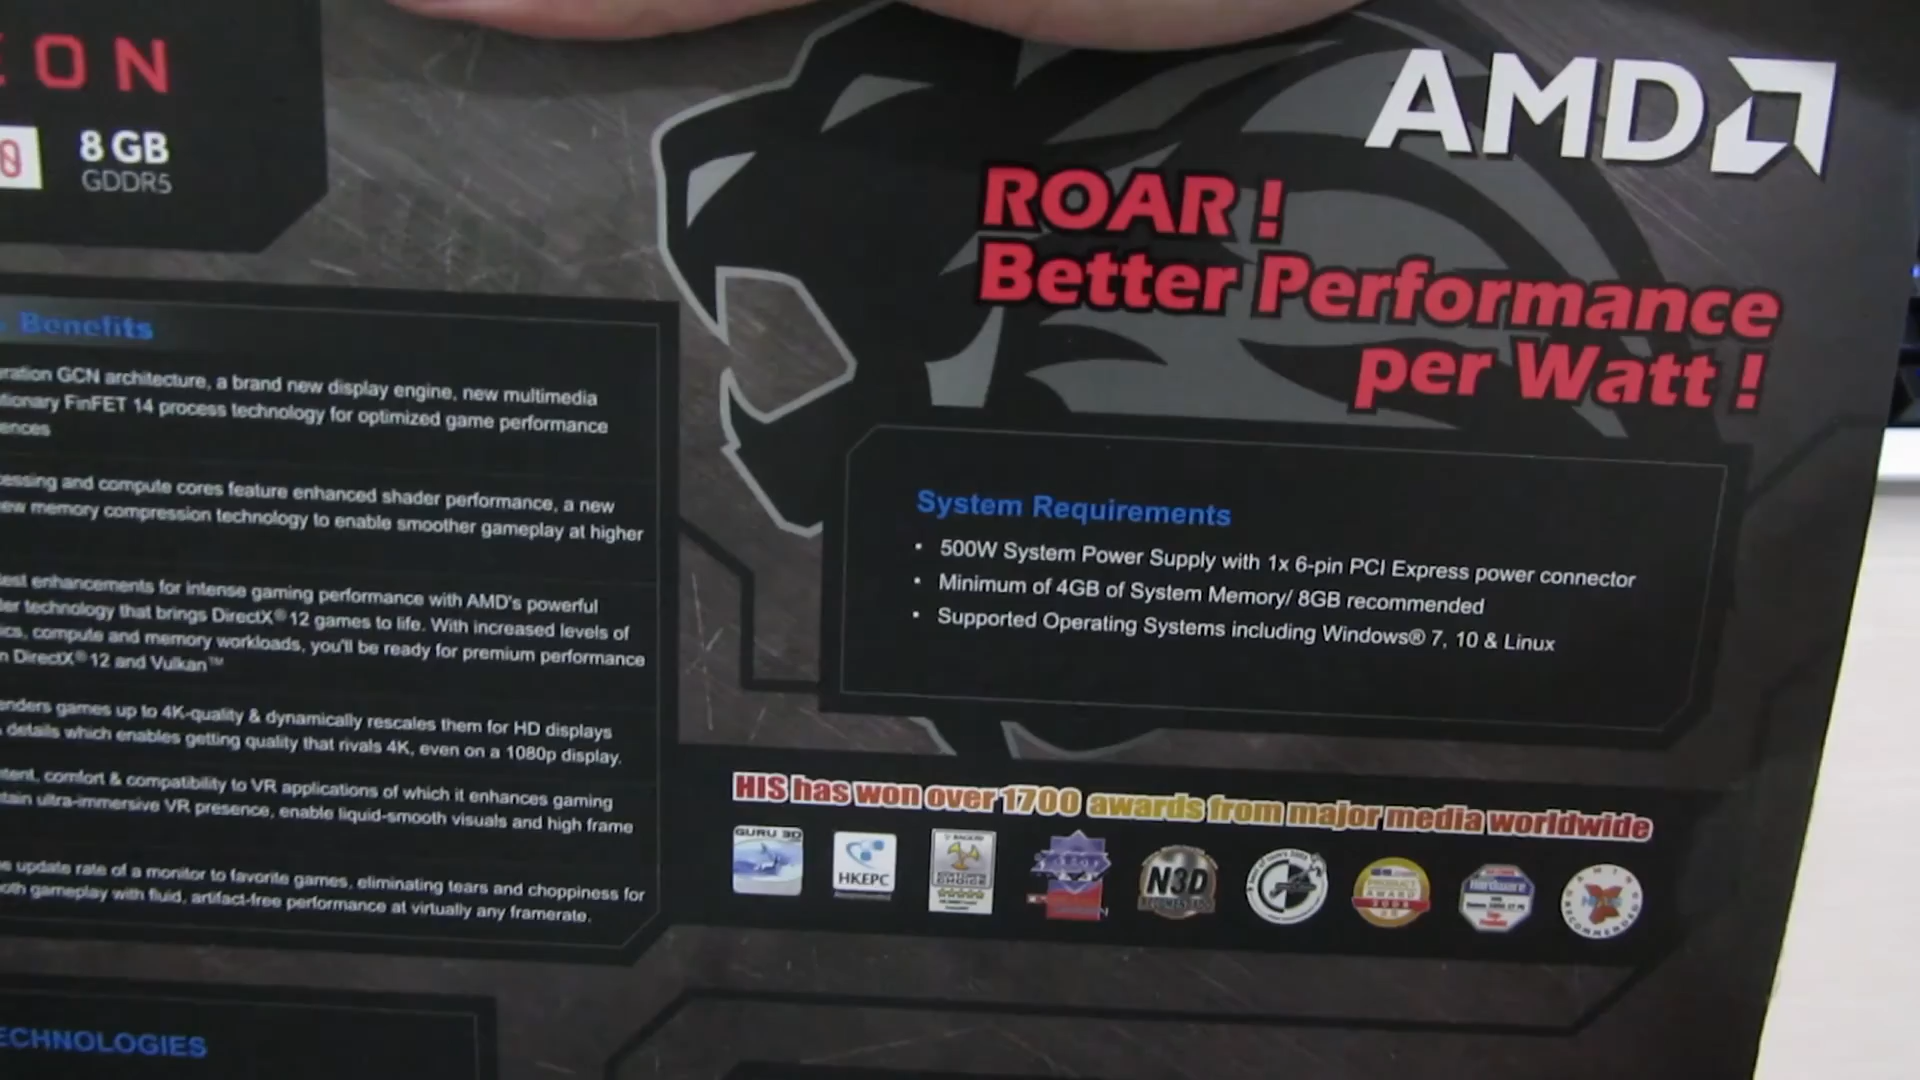 EON
8 GB
GDDR5
AMD
ROAR !
Better Performance
per Watt !
Benefits
GCN architecture, a brand new display engine, new multimedia
FinFET 14 process technology for optimized game performance
and compute cores feature enhanced shader performance, a new
memory compression technology to enable smoother gameplay at higher
enhancements for intense gaming performance with AMD's powerful
technology that brings DirectX® 12 games to life. With increased levels of
compute and memory workloads, you'll be ready for premium performance
DirectX® 12 and Vulkan™
games up to 4K-quality & dynamically rescales them for HD displays
details which enables getting quality that rivals 4K, even on a 1080p display.
comfort & compatibility to VR applications of which it enhances gaming
ultra-immersive VR presence, enable liquid-smooth visuals and high frame
update rate of a monitor to favorite games, eliminating tears and choppiness for
gameplay with fluid, artifact-free performance at virtually any framerate.
System Requirements
• 500W System Power Supply with 1x 6-pin PCI Express power connector
• Minimum of 4GB of System Memory/ 8GB recommended
• Supported Operating Systems including Windows® 7, 10 & Linux
HIS has won over 1700 awards from major media worldwide
GURU 3D
HKEPC
N3D
ECHNOLOGIES